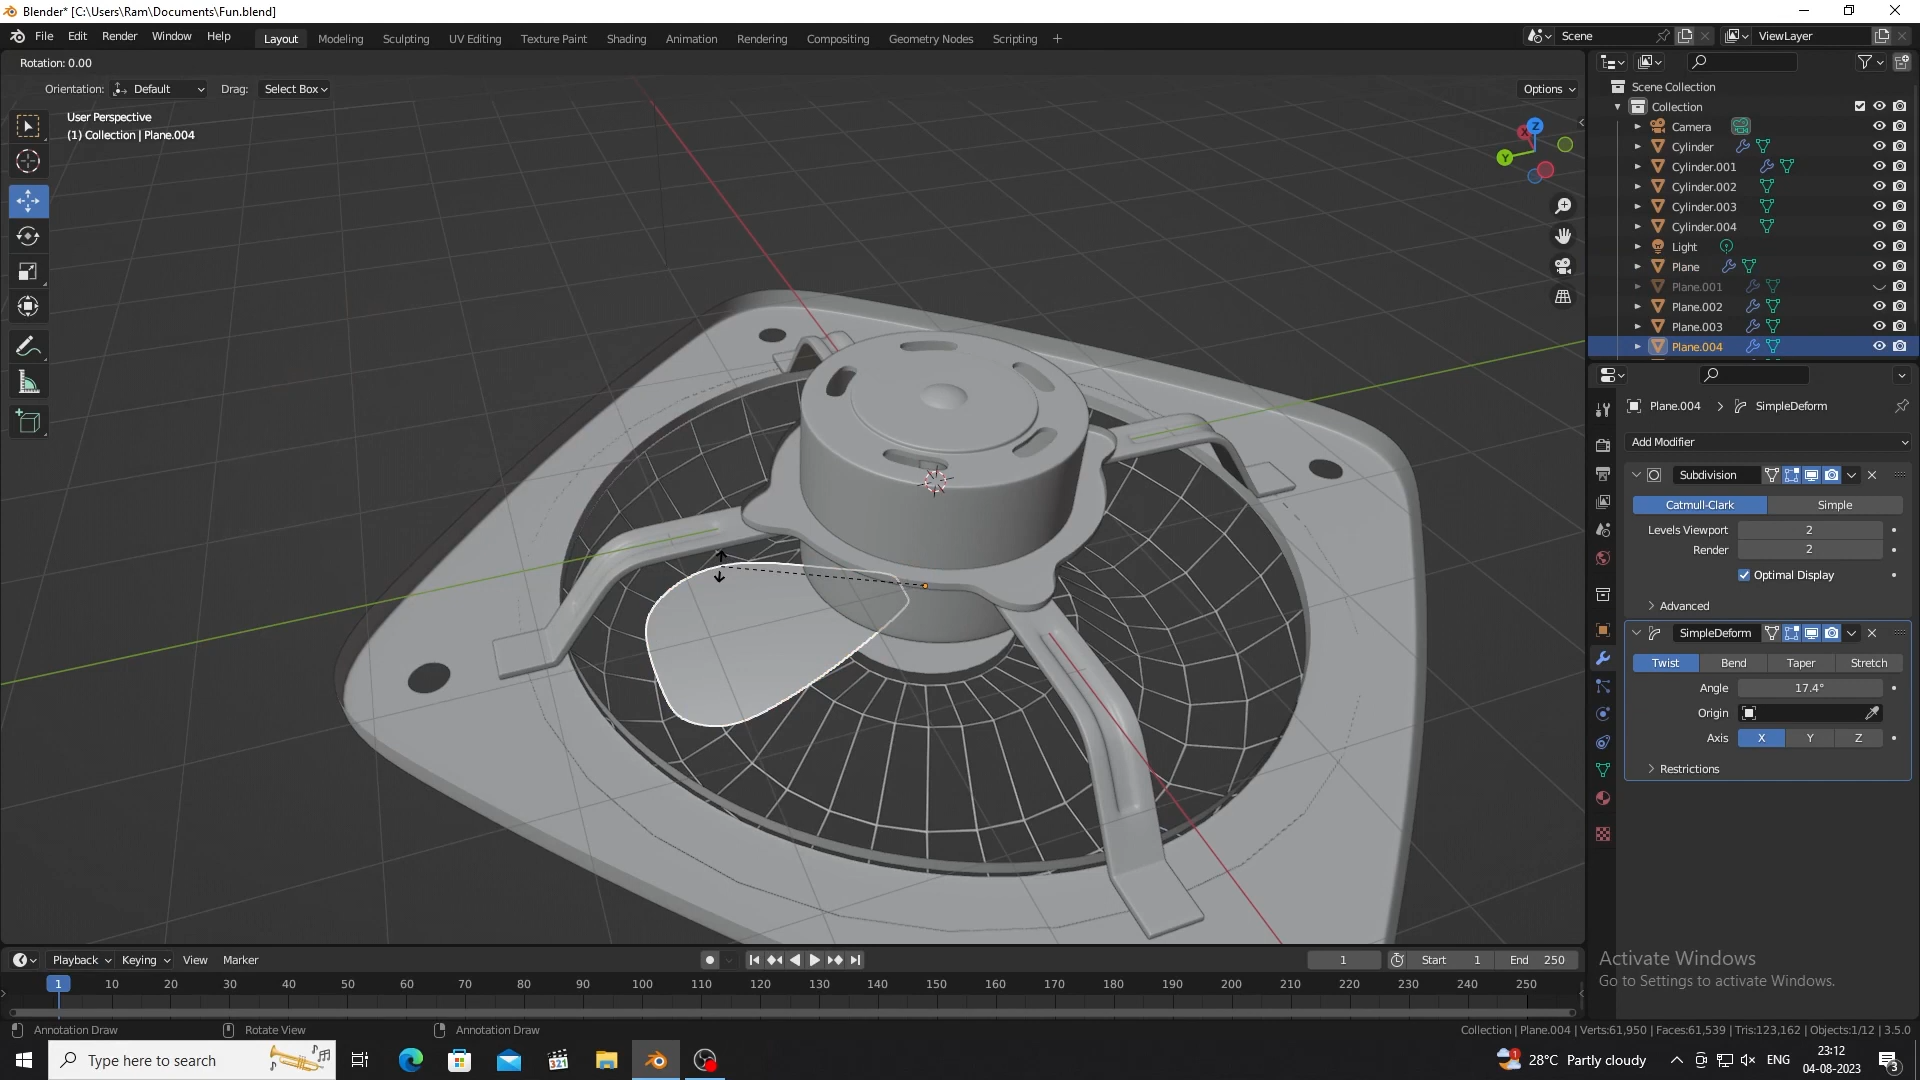 Blender* [C:\Users\Ram\Documents\Fun.blend]
File Edit Render Window Help Layout Modeling Sculpting UV Editing Texture Paint Shading Animation Rendering Compositing Geometry Nodes Scripting + Scene ViewLayer
Rotation: 0.00
Orientation: Default Drag: Select Box Options
User Perspective
(1) Collection | Plane.004
Z
X
Y
Scene Collection
Collection
Camera
Cylinder
Cylinder.001
Cylinder.002
Cylinder.003
Cylinder.004
Light
Plane
Plane.001
Plane.002
Plane.003
Plane.004
Plane.004 > SimpleDeform
Add Modifier
Subdivision
Catmull-Clark Simple
Levels Viewport 2
Render 2
Optimal Display
Advanced
SimpleDeform
Twist Bend Taper Stretch
Angle 17.4°
Origin
Axis X Y Z
Restrictions
Activate Windows
Go to Settings to activate Windows.
Playback Keying View Marker 1 Start 1 End 250
1 10 20 30 40 50 60 70 80 90 100 110 120 130 140 150 160 170 180 190 200 210 220 230 240 250
Annotation Draw Rotate View Annotation Draw Collection | Plane.004 | Verts:61,950 | Faces:61,539 | Tris:123,162 | Objects:1/12 | 3.5.0
Type here to search 321 1 28°C Partly cloudy ENG 23:12
04-08-2023 3